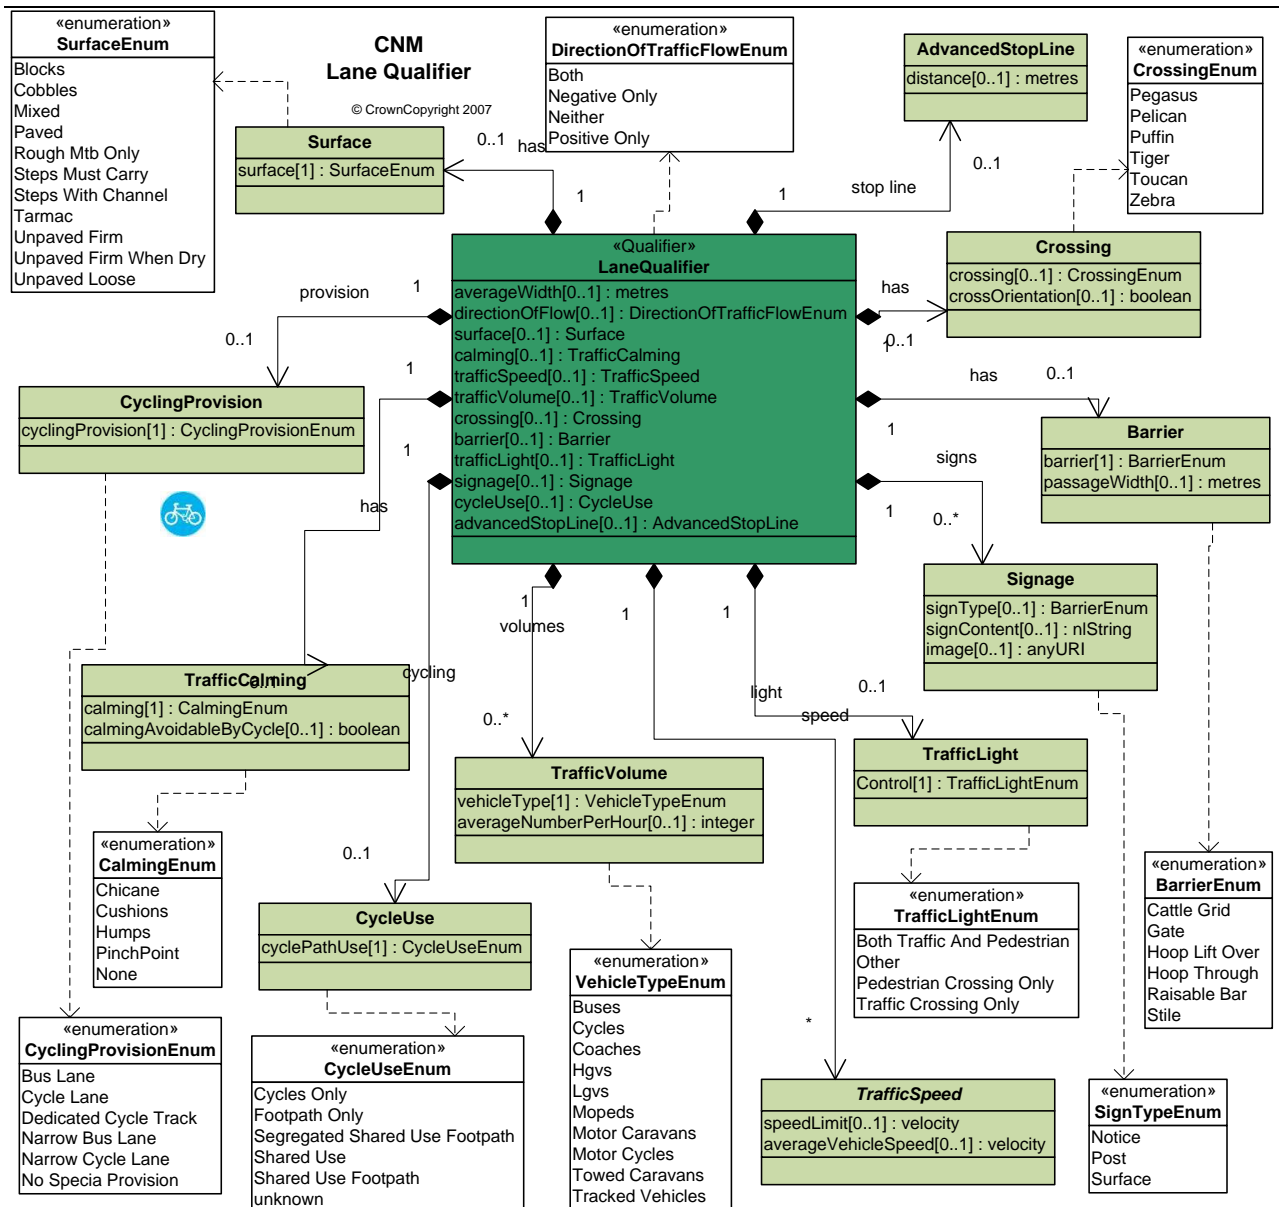 «enumeration»
SurfaceEnum
Blocks
Cobbles
Mixed
Paved
Rough Mtb Only
Steps Must Carry
Steps With Channel
Tarmac
Unpaved Firm
Unpaved Firm When Dry
Unpaved Loose
CNM
Lane Qualifier
© CrownCopyright 2007
«enumeration»
DirectionOfTrafficFlowEnum
Both
Negative Only
Neither
Positive Only
AdvancedStopLine
distance[0..1] : metres
«enumeration»
CrossingEnum
Pegasus
Pelican
Puffin
Tiger
Toucan
Zebra
Surface
surface[1] : SurfaceEnum
0..1
has
1
1
stop line
0..1
Crossing
crossing[0..1] : CrossingEnum
crossOrientation[0..1] : boolean
«Qualifier»
LaneQualifier
averageWidth[0..1] : metres
directionOfFlow[0..1] : DirectionOfTrafficFlowEnum
surface[0..1] : Surface
calming[0..1] : TrafficCalming
trafficSpeed[0..1] : TrafficSpeed
trafficVolume[0..1] : TrafficVolume
crossing[0..1] : Crossing
barrier[0..1] : Barrier
trafficLight[0..1] : TrafficLight
signage[0..1] : Signage
cycleUse[0..1] : CycleUse
advancedStopLine[0..1] : AdvancedStopLine
provision
1
0..1
has
1
0..1
CyclingProvision
cyclingProvision[1] : CyclingProvisionEnum
1
has
1
has
0..1
1
Barrier
barrier[1] : BarrierEnum
passageWidth[0..1] : metres
signs
1
0..*
Signage
signType[0..1] : BarrierEnum
signContent[0..1] : nlString
image[0..1] : anyURI
TrafficCalming
0..1
calming[1] : CalmingEnum
calmingAvoidableByCycle[0..1] : boolean
cycling
1
volumes
0..*
1
1
light
speed
0..1
TrafficVolume
vehicleType[1] : VehicleTypeEnum
averageNumberPerHour[0..1] : integer
TrafficLight
Control[1] : TrafficLightEnum
«enumeration»
CalmingEnum
Chicane
Cushions
Humps
PinchPoint
None
0..1
CycleUse
cyclePathUse[1] : CycleUseEnum
«enumeration»
TrafficLightEnum
Both Traffic And Pedestrian
Other
Pedestrian Crossing Only
Traffic Crossing Only
«enumeration»
BarrierEnum
Cattle Grid
Gate
Hoop Lift Over
Hoop Through
Raisable Bar
Stile
«enumeration»
CyclingProvisionEnum
Bus Lane
Cycle Lane
Dedicated Cycle Track
Narrow Bus Lane
Narrow Cycle Lane
No Specia Provision
«enumeration»
CycleUseEnum
Cycles Only
Footpath Only
Segregated Shared Use Footpath
Shared Use
Shared Use Footpath
unknown
«enumeration»
VehicleTypeEnum
Buses
Cycles
Coaches
Hgvs
Lgvs
Mopeds
Motor Caravans
Motor Cycles
Towed Caravans
Tracked Vehicles
*
TrafficSpeed
speedLimit[0..1] : velocity
averageVehicleSpeed[0..1] : velocity
«enumeration»
SignTypeEnum
Notice
Post
Surface